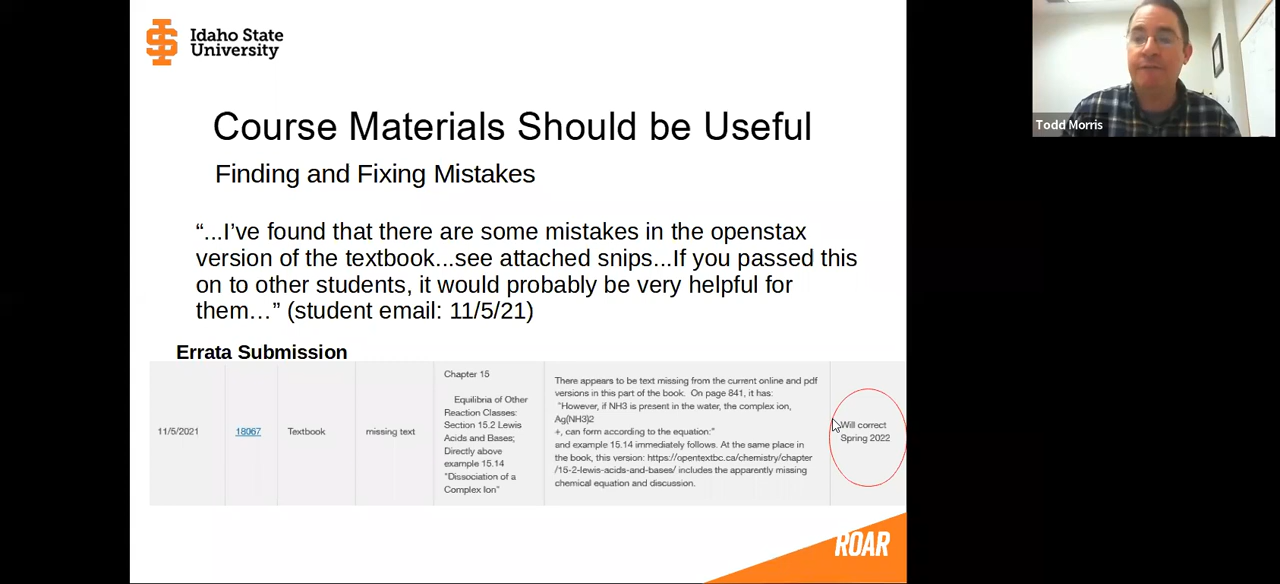 Idaho State
University
Course Materials Should be Useful
Finding and Fixing Mistakes
“...I’ve found that there are some mistakes in the openstax
version of the textbook...see attached snips...If you passed this
on to other students, it would probably be very helpful for
them…” (student email: 11/5/21)
Errata Submission
11/5/2021
18067
Textbook
missing text
Chapter 15
Equilibria of Other
Reaction Classes:
Section 15.2 Lewis
Acids and Bases;
Directly above
example 15.14
"Dissociation of a
Complex Ion"
There appears to be text missing from the current online and pdf
versions in this part of the book. On page 841, it has:
"However, if NH3 is present in the water, the complex ion,
Ag(NH3)2
+, can form according to the equation:"
and example 15.14 immediately follows. At the same place in
the book, this version: https://opentextbc.ca/chemistry/chapter
/15-2-lewis-acids-and-bases/ includes the apparently missing
chemical equation and discussion.
Will correct
Spring 2022
ROAR
Todd Morris